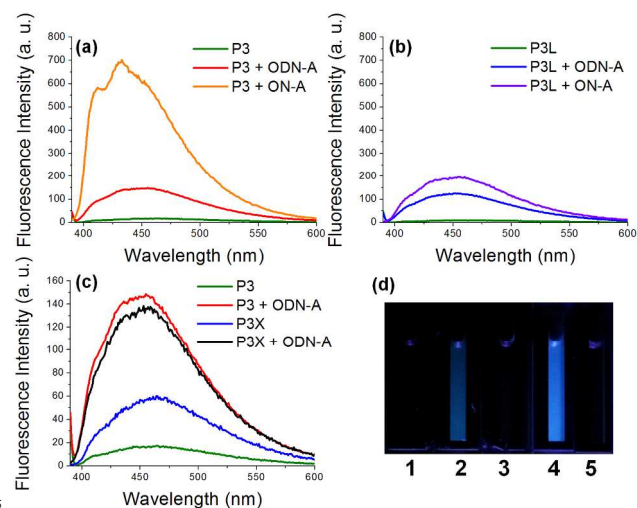 (a)
P3
P3 + ODN-A
P3 + ON-A
Fluorescence Intensity (a. u.)
800
700
600
500
400
300
200
100
0
400 450 500 550 600
Wavelength (nm)
(b)
P3L
P3L + ODN-A
P3L + ON-A
Fluorescence Intensity (a. u.)
800
700
600
500
400
300
200
100
0
400 450 500 550 600
Wavelength (nm)
(c)
P3
P3 + ODN-A
P3X
P3X + ODN-A
Fluorescence Intensity (a. u.)
160
140
120
100
80
60
40
20
0
400 450 500 550 600
Wavelength (nm)
(d)
1 2 3 4 5